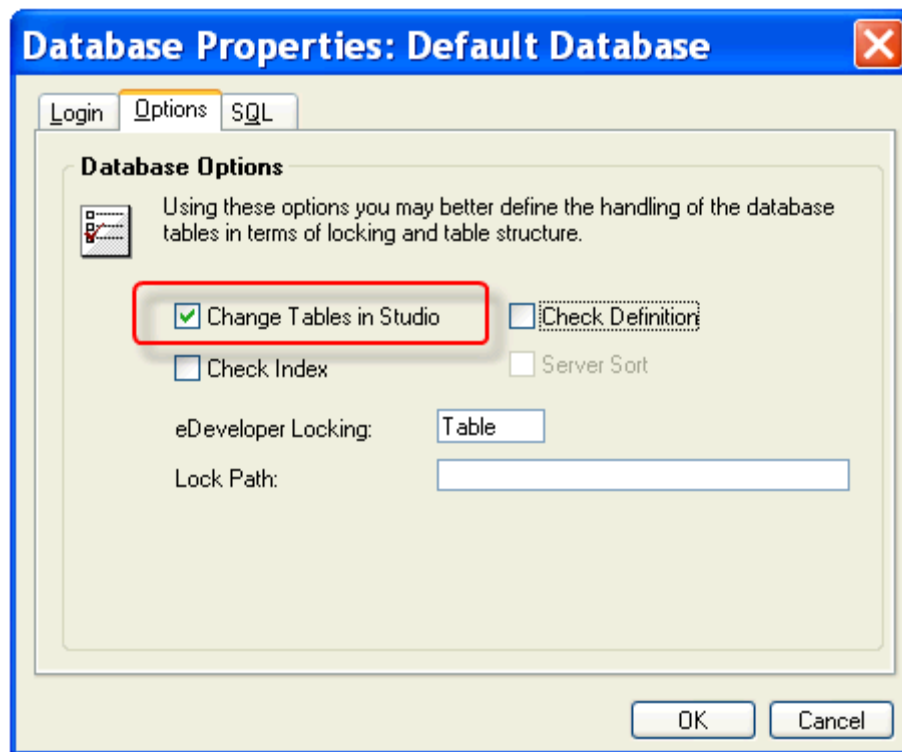 Database Properties: Default Database
Login Options SQL
Database Options
Using these options you may better define the handling of the database
tables in terms of locking and table structure.
Change Tables in Studio Check Definition
Check Index Server Sort
eDeveloper Locking: Table
Lock Path:
OK Cancel